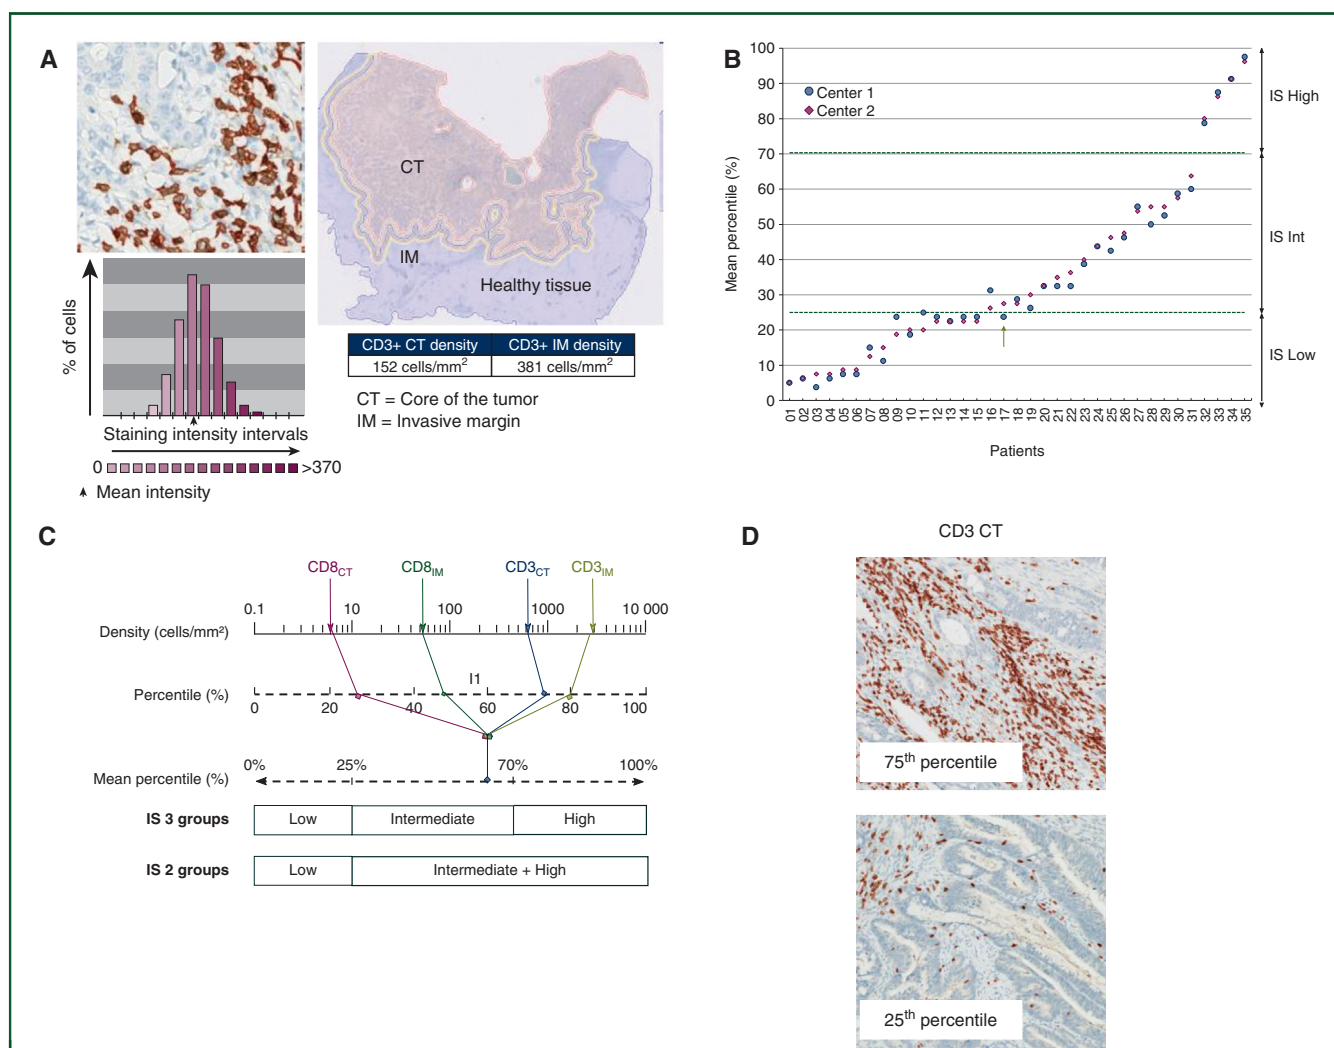 A
CT
IM
Healthy tissue
% of cells
Staining intensity intervals
0 >370
Mean intensity
CD3+ CT density CD3+ IM density
152 cells/mm² 381 cells/mm²
CT = Core of the tumor
IM = Invasive margin
B
Mean percentile (%)
100
90
80
70
60
50
40
30
20
10
0
Center 1
Center 2
IS High
IS Int
IS Low
01 02 03 04 05 06 07 08 09 10 11 12 13 14 15 16 17 18 19 20 21 22 23 24 25 26 27 28 29 30 31 32 33 34 35
Patients
C
CD8CT CD8IM CD3CT CD3IM
0.1 10 100 1000 10 000
Density (cells/mm²)
I1
Percentile (%)
0 20 40 60 80 100
0% 25% 70% 100%
Mean percentile (%)
IS 3 groups Low Intermediate High
IS 2 groups Low Intermediate + High
D
CD3 CT
75th percentile
25th percentile